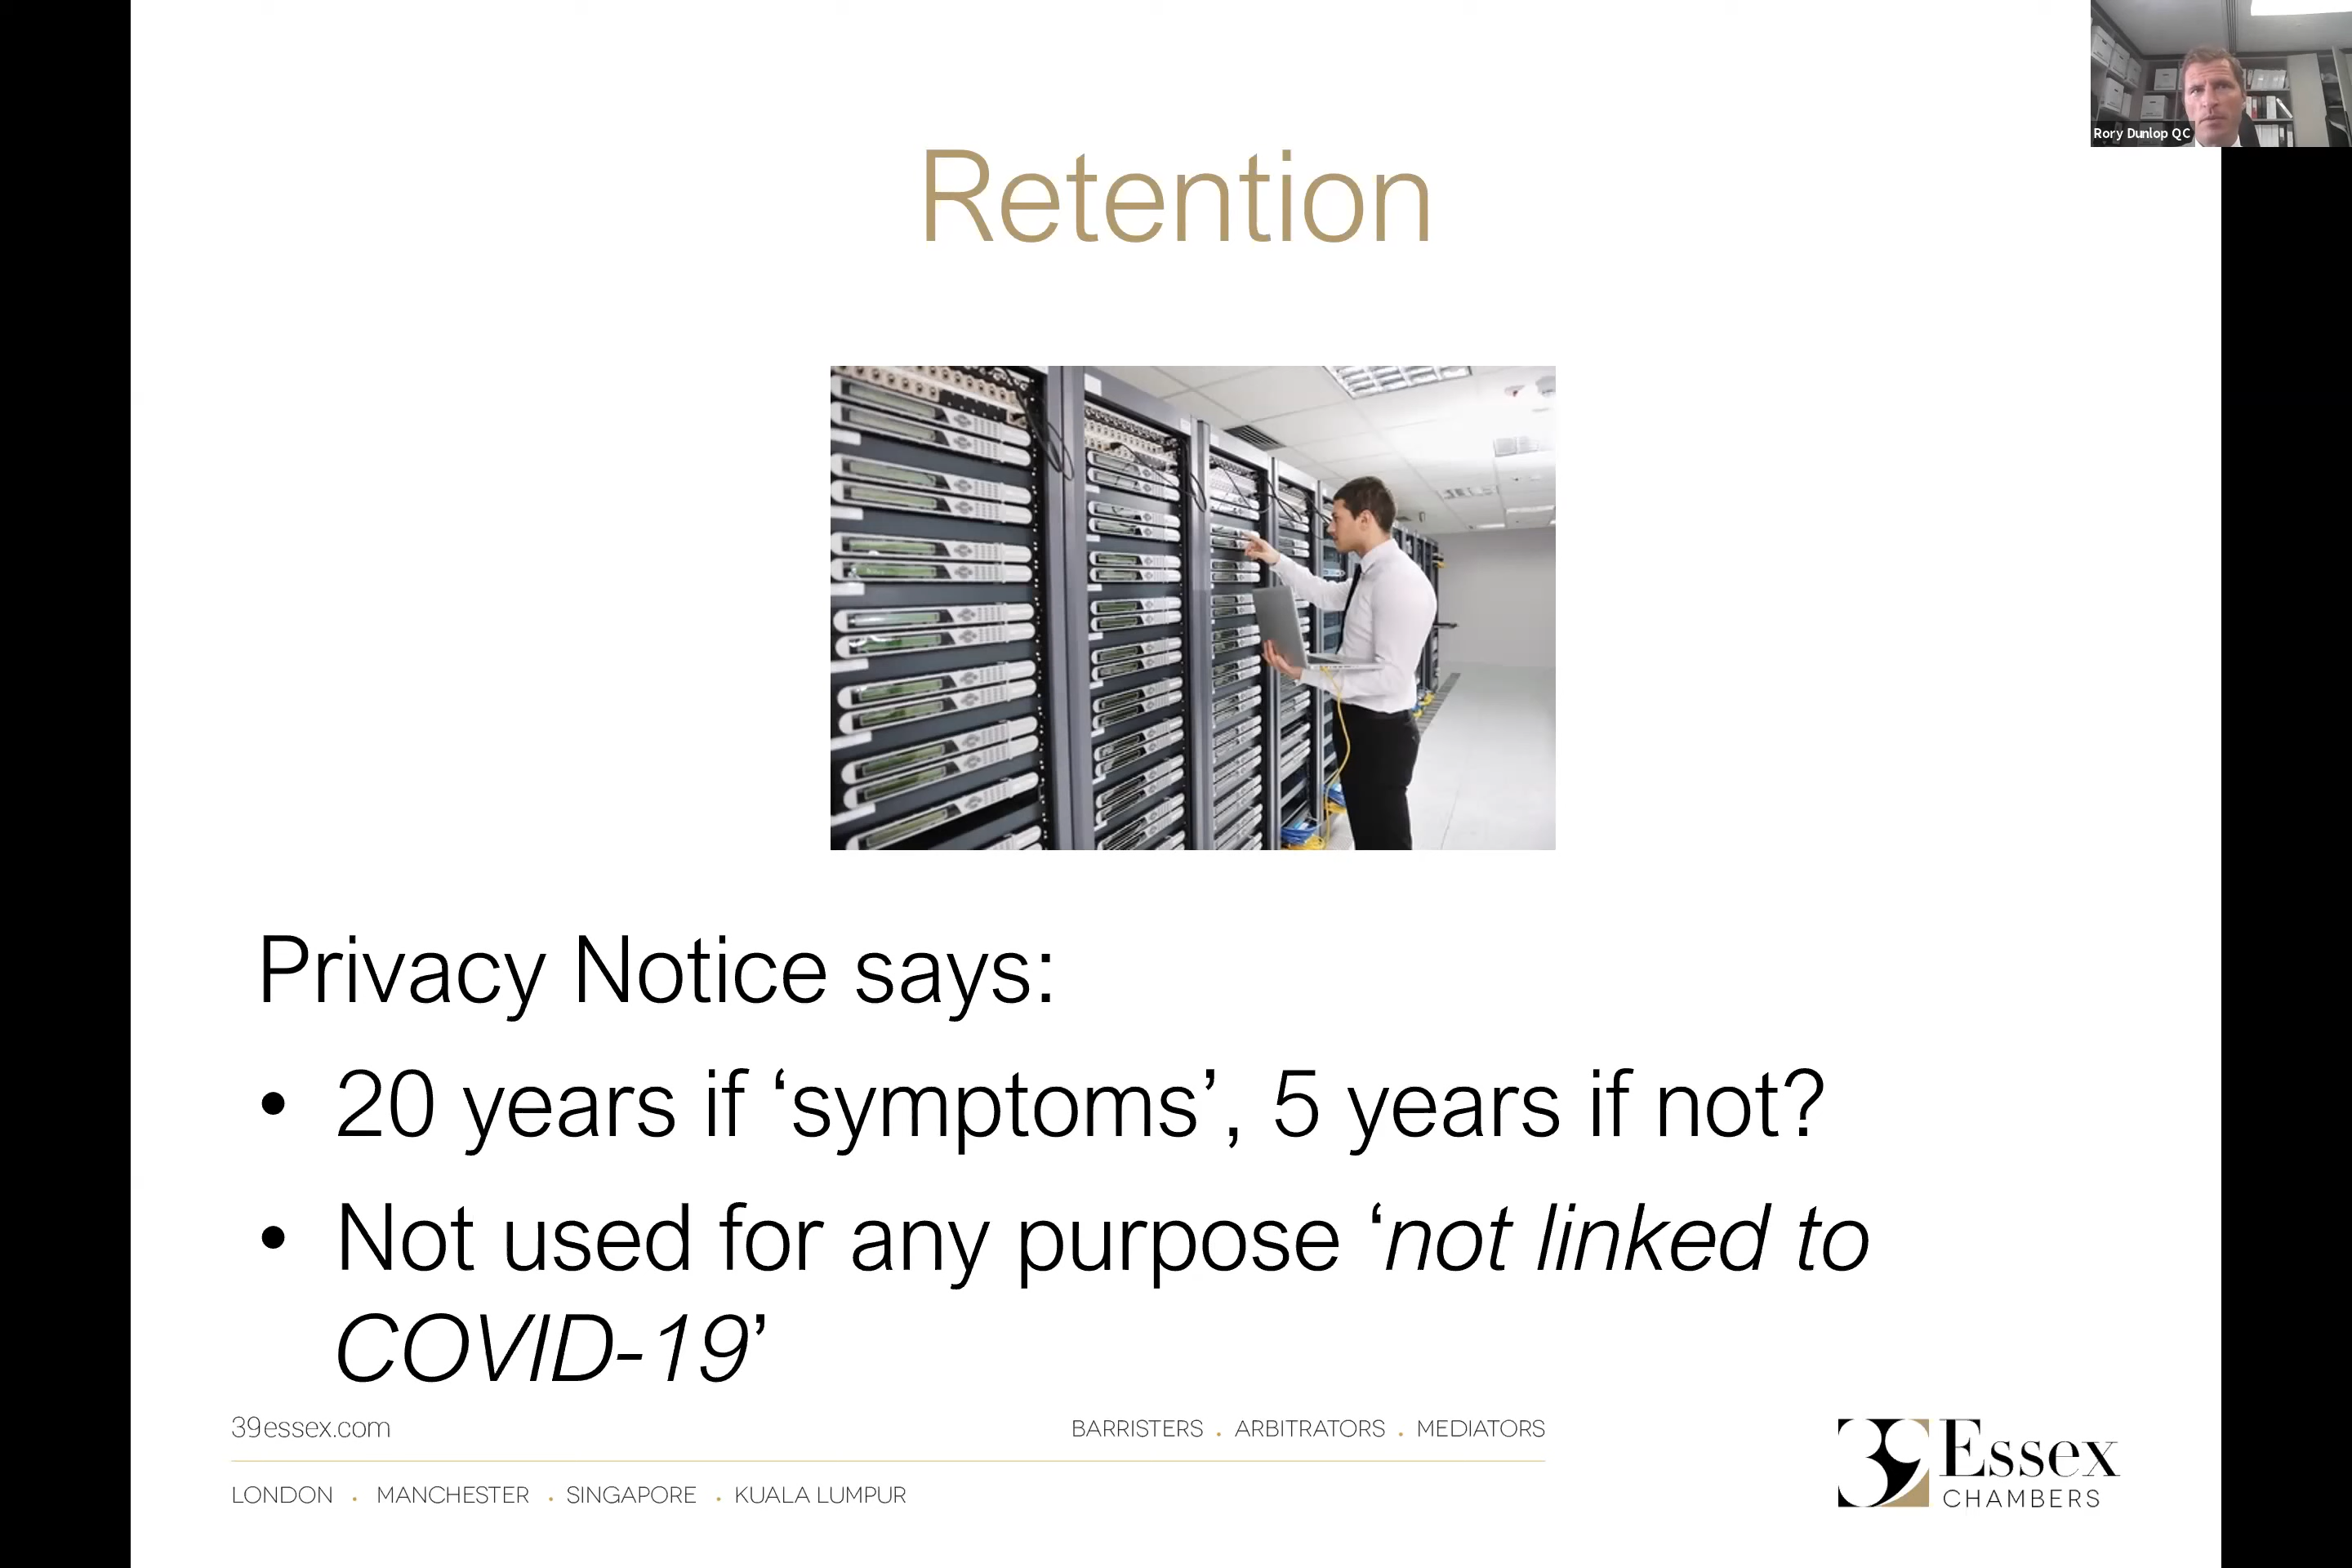 Rory Dunlop QC
Retention
Privacy Notice says:
• 20 years if ‘symptoms’, 5 years if not?
• Not used for any purpose ‘not linked to
COVID-19’
39essex.com
BARRISTERS . ARBITRATORS . MEDIATORS
LONDON . MANCHESTER . SINGAPORE . KUALA LUMPUR
39 Essex
CHAMBERS